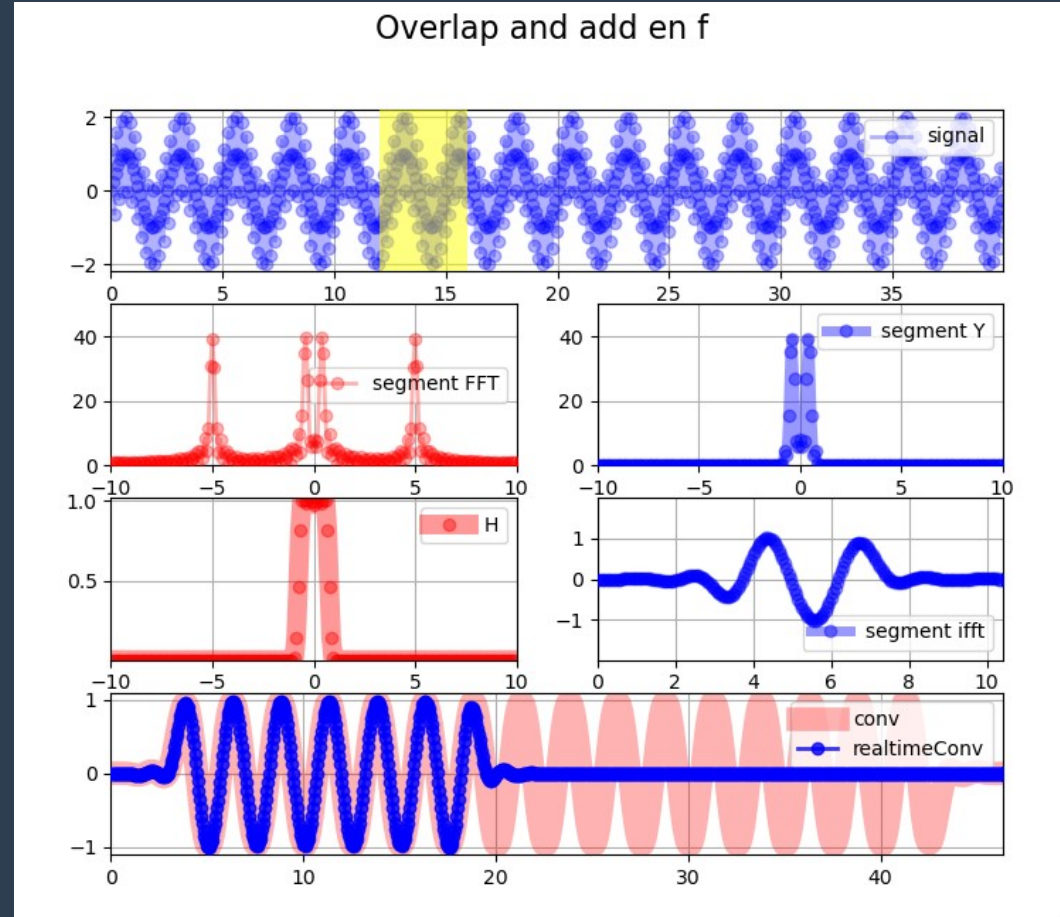 Overlap and add en f
2
0
−2
signal
0 5 10 15 20 25 30 35
40
20
0
segment FFT
−10 −5 0 5 10
40
20
0
segment Y
−10 −5 0 5 10
1.0
0.5
H
−10 −5 0 5 10
1
0
−1
segment ifft
0 2 4 6 8 10
1
0
−1
conv
realtimeConv
0 10 20 30 40